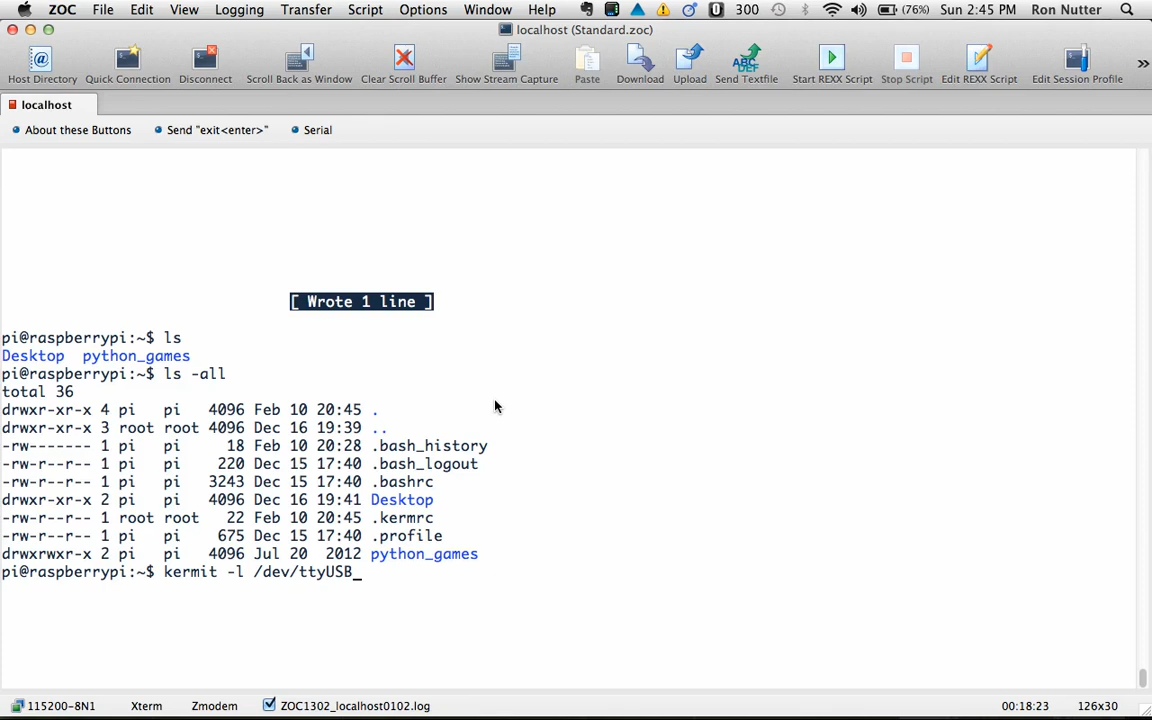 ZOC File Edit View Logging Transfer Script Options Window Help 300 (76%) Sun 2:45 PM Ron Nutter
localhost (Standard.zoc)
Host Directory Quick Connection Disconnect Scroll Back as Window Clear Scroll Buffer Show Stream Capture Paste Download Upload Send Textfile Start REXX Script Stop Script Edit REXX Script Edit Session Profile
localhost
About these Buttons Send "exit<enter>" Serial
[ Wrote 1 line ]
pi@raspberrypi:~$ ls
Desktop python_games
pi@raspberrypi:~$ ls -all
total 36
drwxr-xr-x 4 pi pi 4096 Feb 10 20:45 .
drwxr-xr-x 3 root root 4096 Dec 16 19:39 ..
-rw------- 1 pi pi 18 Feb 10 20:28 .bash_history
-rw-r--r-- 1 pi pi 220 Dec 15 17:40 .bash_logout
-rw-r--r-- 1 pi pi 3243 Dec 15 17:40 .bashrc
drwxr-xr-x 2 pi pi 4096 Dec 16 19:41 Desktop
-rw-r--r-- 1 root root 22 Feb 10 20:45 .kermrc
-rw-r--r-- 1 pi pi 675 Dec 15 17:40 .profile
drwxrwxr-x 2 pi pi 4096 Jul 20 2012 python_games
pi@raspberrypi:~$ kermit -l /dev/ttyUSB_
115200-8N1 Xterm Zmodem ZOC1302_localhost0102.log 00:18:23 126x30